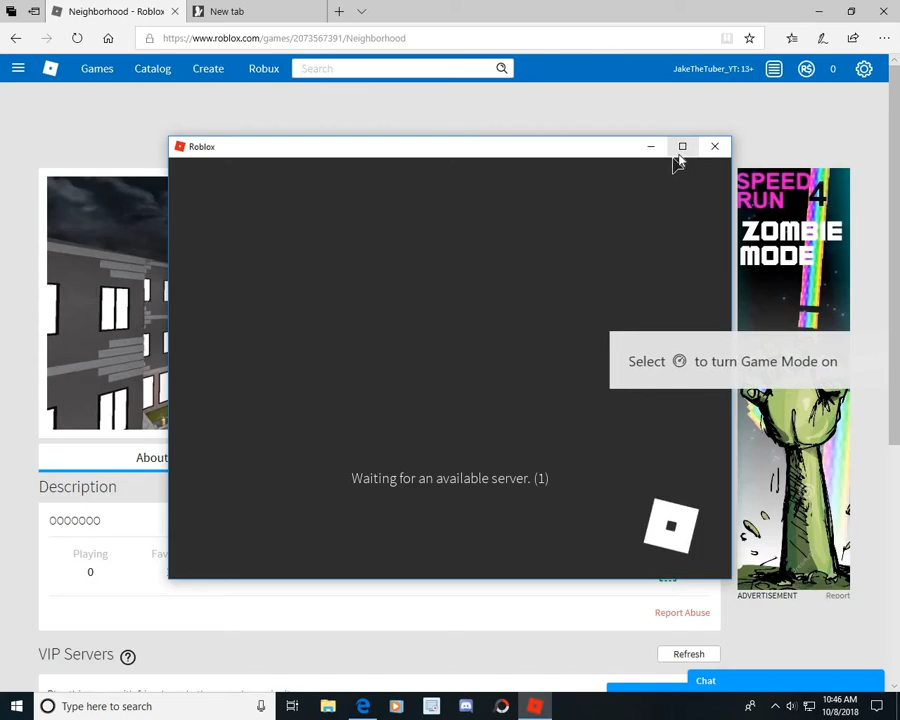 Neighborhood - Roblox
New tab
https://www.roblox.com/games/2073567391/Neighborhood
Games
Catalog
Create
Robux
Search
JakeTheTuber_YT: 13+
R$
0
Roblox
SPEED
RUN 4
ZOMBIE
MODE
Select to turn Game Mode on
Waiting for an available server. (1)
About
Description
OOOOOOO
Playing
Fav
0
ADVERTISEMENT
Report
Report Abuse
VIP Servers ?
Refresh
Chat
Type here to search
10:46 AM
10/8/2018